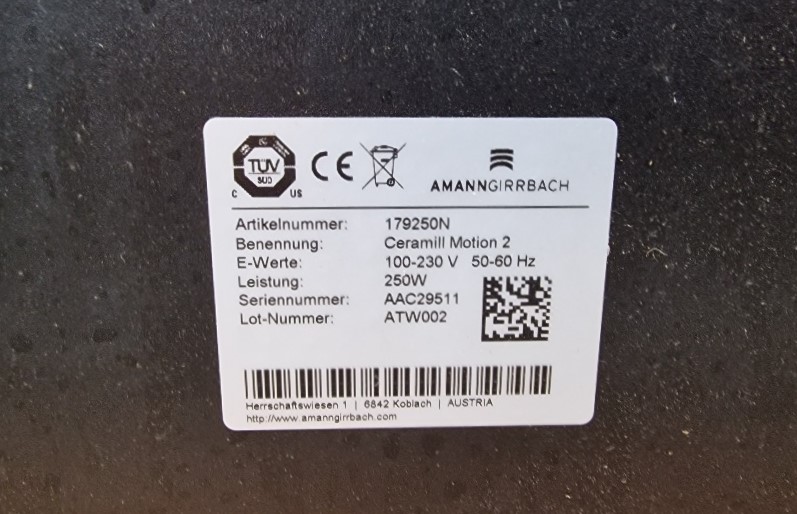 TÜV
SÜD
C US
CE
AMANNGIRRBACH
Artikelnummer: 179250N
Benennung: Ceramill Motion 2
E-Werte: 100-230 V 50-60 Hz
Leistung: 250W
Seriennummer: AAC29511
Lot-Nummer: ATW002
Herrschaftswiesen 1 | 6842 Koblach | AUSTRIA
http://www.amanngirrbach.com